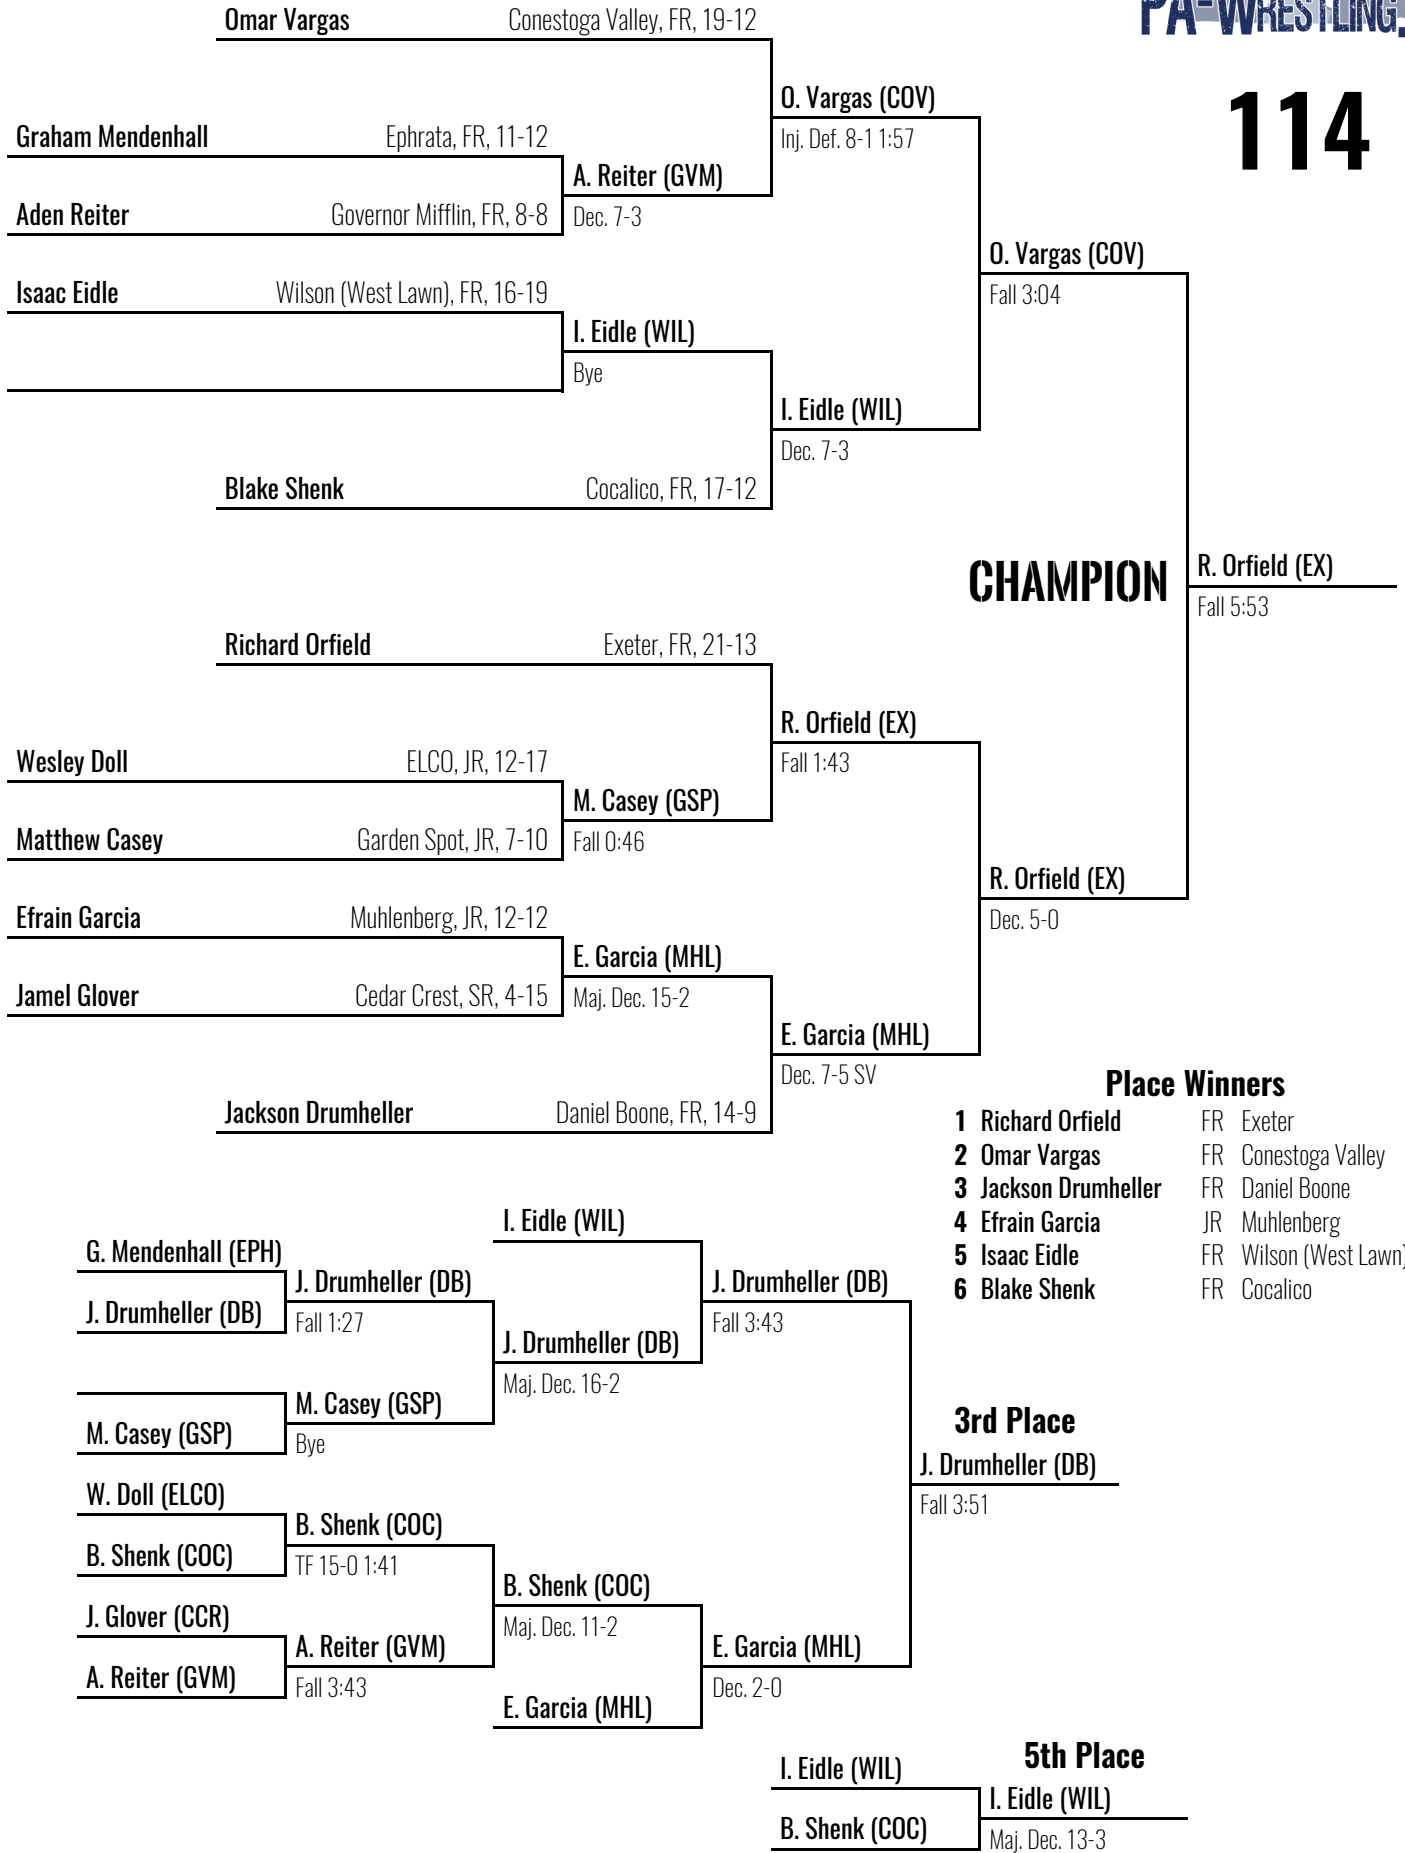 PA-WRESTLING.
114
Omar Vargas Conestoga Valley, FR, 19-12
O. Vargas (COV)
Inj. Def. 8-1 1:57
Graham Mendenhall Ephrata, FR, 11-12
A. Reiter (GVM)
Dec. 7-3
Aden Reiter Governor Mifflin, FR, 8-8
O. Vargas (COV)
Fall 3:04
Isaac Eidle Wilson (West Lawn), FR, 16-19
I. Eidle (WIL)
Bye
I. Eidle (WIL)
Dec. 7-3
Blake Shenk Cocalico, FR, 17-12
CHAMPION
R. Orfield (EX)
Fall 5:53
Richard Orfield Exeter, FR, 21-13
R. Orfield (EX)
Fall 1:43
Wesley Doll ELCO, JR, 12-17
M. Casey (GSP)
Fall 0:46
Matthew Casey Garden Spot, JR, 7-10
R. Orfield (EX)
Dec. 5-0
Efrain Garcia Muhlenberg, JR, 12-12
E. Garcia (MHL)
Maj. Dec. 15-2
Jamel Glover Cedar Crest, SR, 4-15
E. Garcia (MHL)
Dec. 7-5 SV
Jackson Drumheller Daniel Boone, FR, 14-9
Place Winners
1 Richard Orfield FR Exeter
2 Omar Vargas FR Conestoga Valley
3 Jackson Drumheller FR Daniel Boone
4 Efrain Garcia JR Muhlenberg
5 Isaac Eidle FR Wilson (West Lawn)
6 Blake Shenk FR Cocalico
I. Eidle (WIL)
G. Mendenhall (EPH)
J. Drumheller (DB)
Fall 1:27
J. Drumheller (DB)
J. Drumheller (DB)
Fall 3:43
J. Drumheller (DB)
Maj. Dec. 16-2
M. Casey (GSP)
Bye
M. Casey (GSP)
3rd Place
J. Drumheller (DB)
Fall 3:51
W. Doll (ELCO)
B. Shenk (COC)
TF 15-0 1:41
B. Shenk (COC)
B. Shenk (COC)
Maj. Dec. 11-2
J. Glover (CCR)
A. Reiter (GVM)
Fall 3:43
A. Reiter (GVM)
E. Garcia (MHL)
Dec. 2-0
E. Garcia (MHL)
5th Place
I. Eidle (WIL)
I. Eidle (WIL)
Maj. Dec. 13-3
B. Shenk (COC)